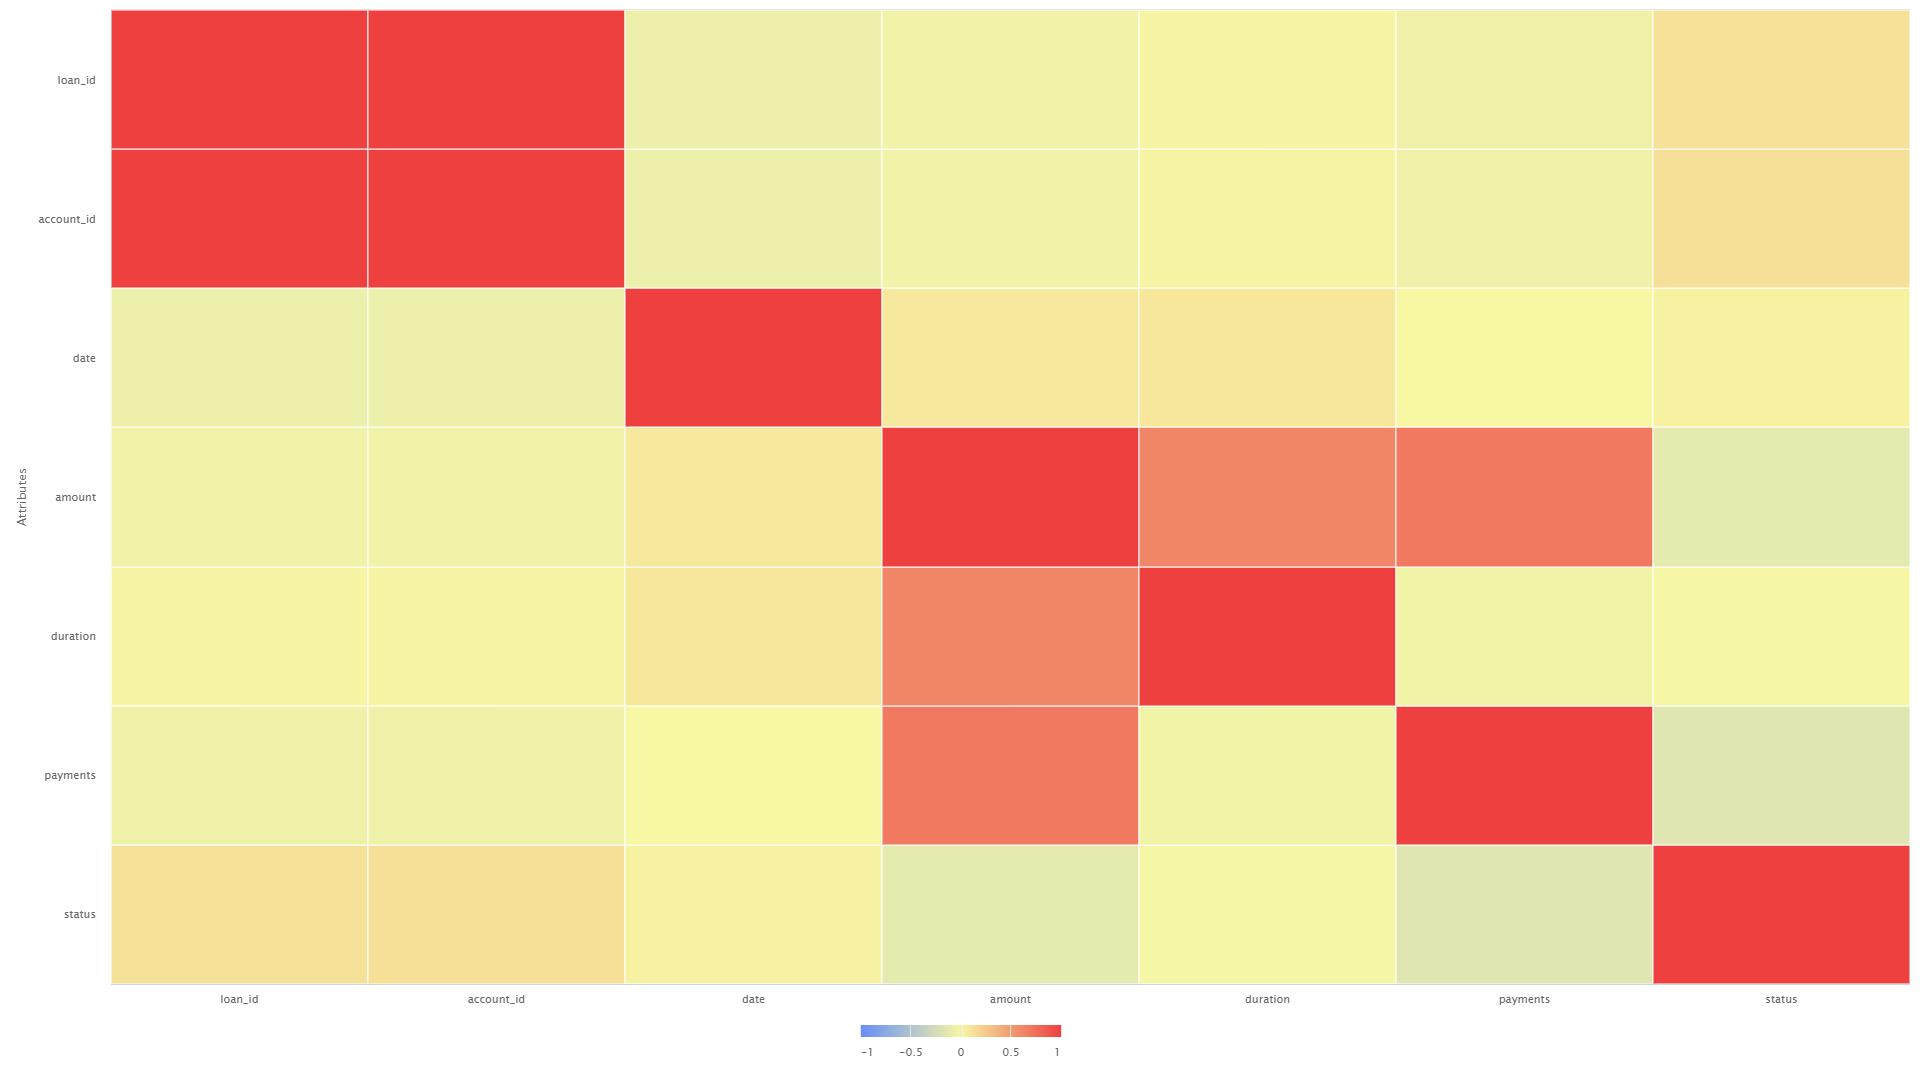 loan_id
account_id
date
amount
duration
payments
status
Attributes
loan_id account_id date amount duration payments status
-1 -0.5 0 0.5 1